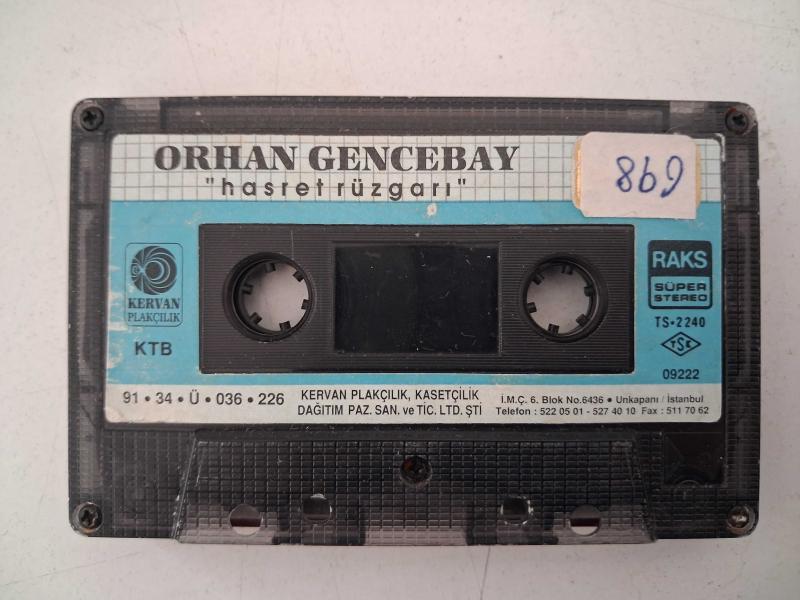 ORHAN GENCEBAY
"hasret rüzgarı"
869
KERVAN
PLAKÇILIK
KTB
RAKS
SÜPER
STEREO
TS•2240
TSE
09222
91 • 34 • Ü • 036 • 226
KERVAN PLAKÇILIK, KASETÇİLİK
DAĞITIM PAZ. SAN. ve TİC. LTD. ŞTİ
İ.M.Ç. 6. Blok No.6436 • Unkapanı / İstanbul
Telefon : 522 05 01 - 527 40 10 Fax : 511 70 62